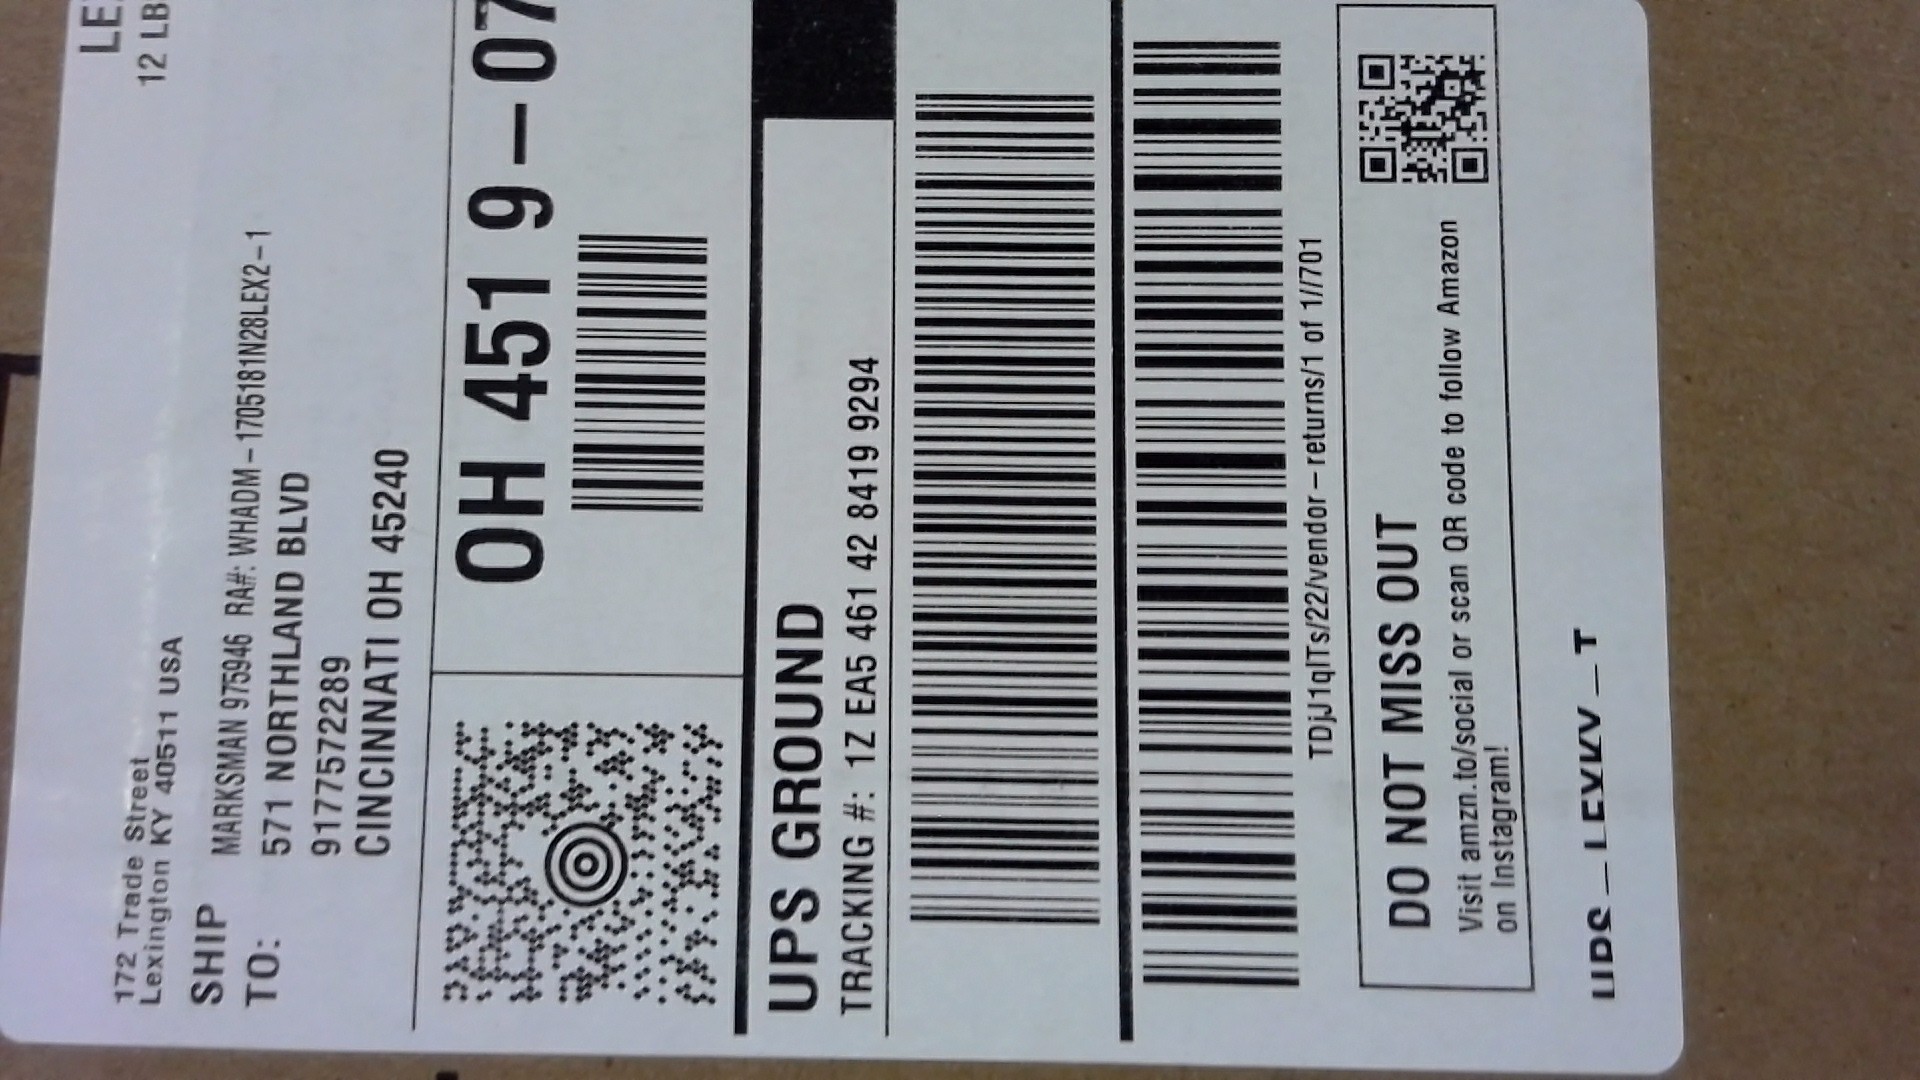 LE
12 LB
172 Trade Street
Lexington KY 40511 USA
SHIP
TO:
MARKSMAN 975946 RA#: WHADM-1705181N28LEX2-1
571 NORTHLAND BLVD
9177572289
CINCINNATI OH 45240
OH 451 9-07
UPS GROUND
TRACKING #: 1Z EA5 461 42 8419 9294
TDjJ1qlTs/22/vendor-returns/1 of 1//701
DO NOT MISS OUT
Visit amzn.to/social or scan QR code to follow Amazon
on Instagram!